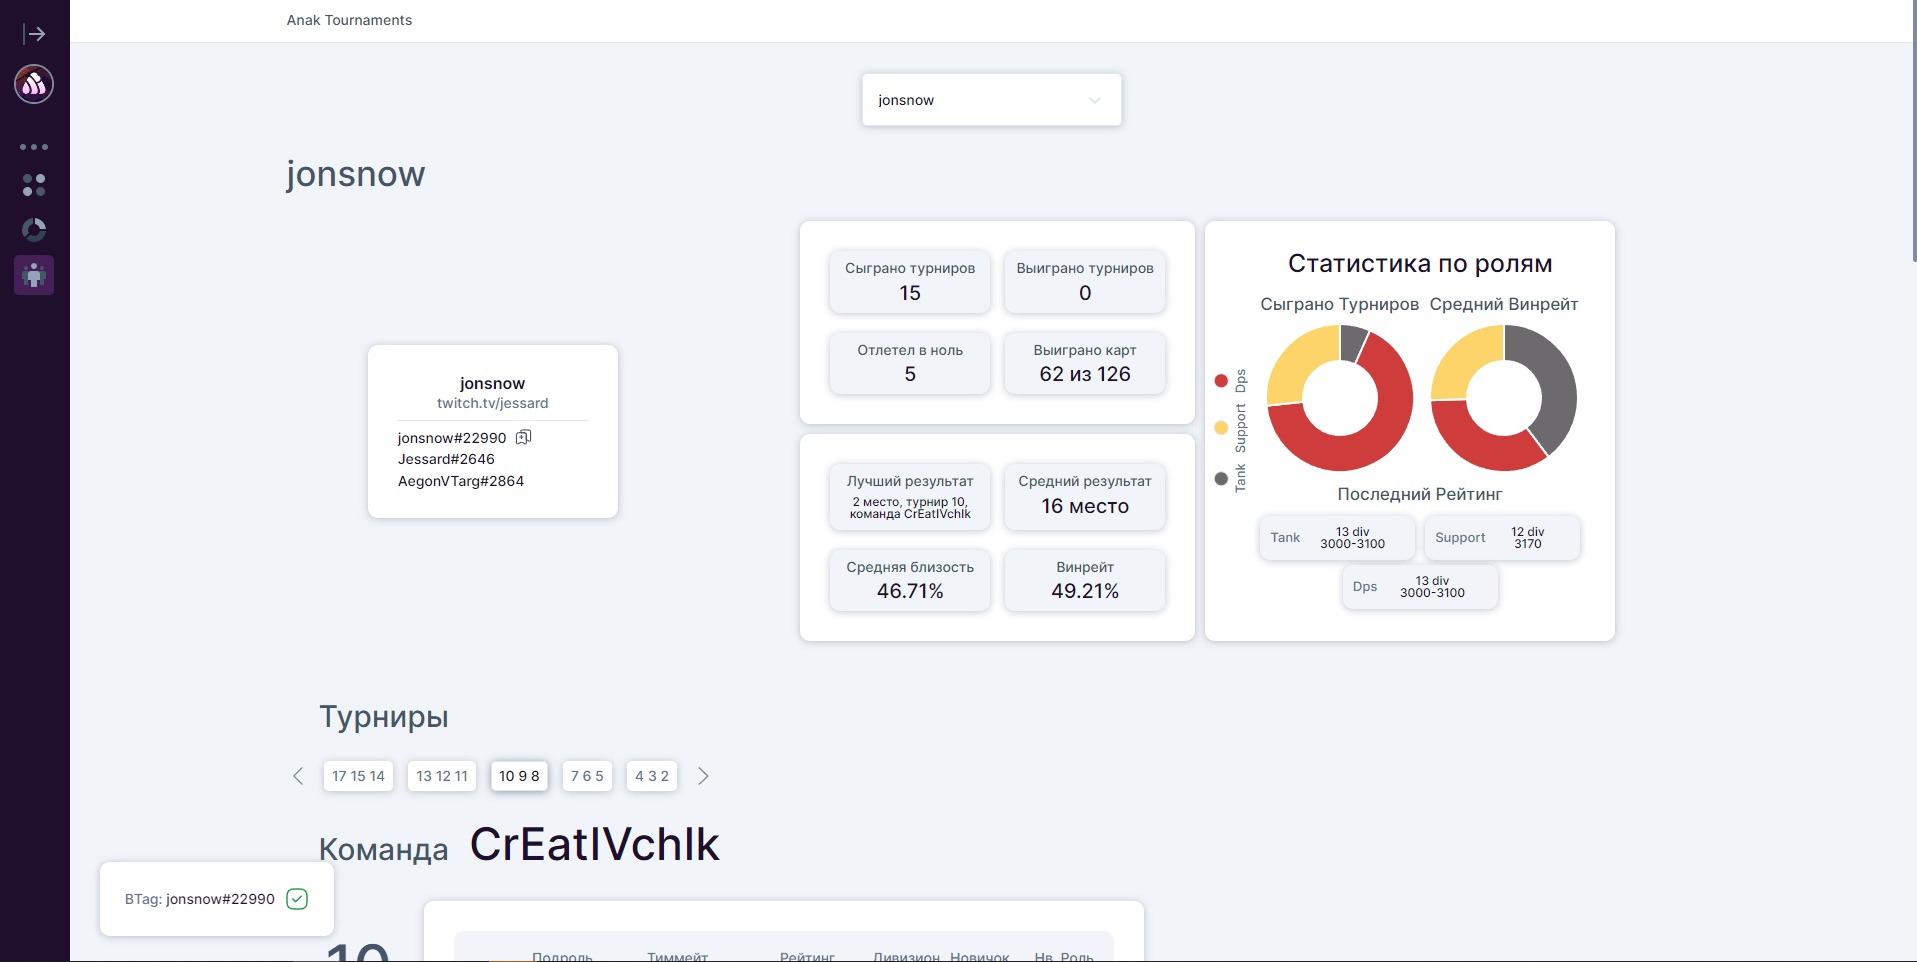 Anak Tournaments
jonsnow
jonsnow
jonsnow
twitch.tv/jessard
jonsnow#22990
Jessard#2646
AegonVTarg#2864
Сыграно турниров
15
Выиграно турниров
0
Отлетел в ноль
5
Выиграно карт
62 из 126
Лучший результат
2 место, турнир 10,
команда CrEatIVchIk
Средний результат
16 место
Средняя близость
46.71%
Винрейт
49.21%
Статистика по ролям
Сыграно Турниров
Средний Винрейт
Dps
Support
Tank
Последний Рейтинг
Tank
13 div
3000-3100
Support
12 div
3170
Dps
13 div
3000-3100
Турниры
17 15 14
13 12 11
10 9 8
7 6 5
4 3 2
Команда CrEatIVchIk
BTag: jonsnow#22990
10
Подроль Тиммейт Рейтинг Дивизион Новичок Нв. Роль